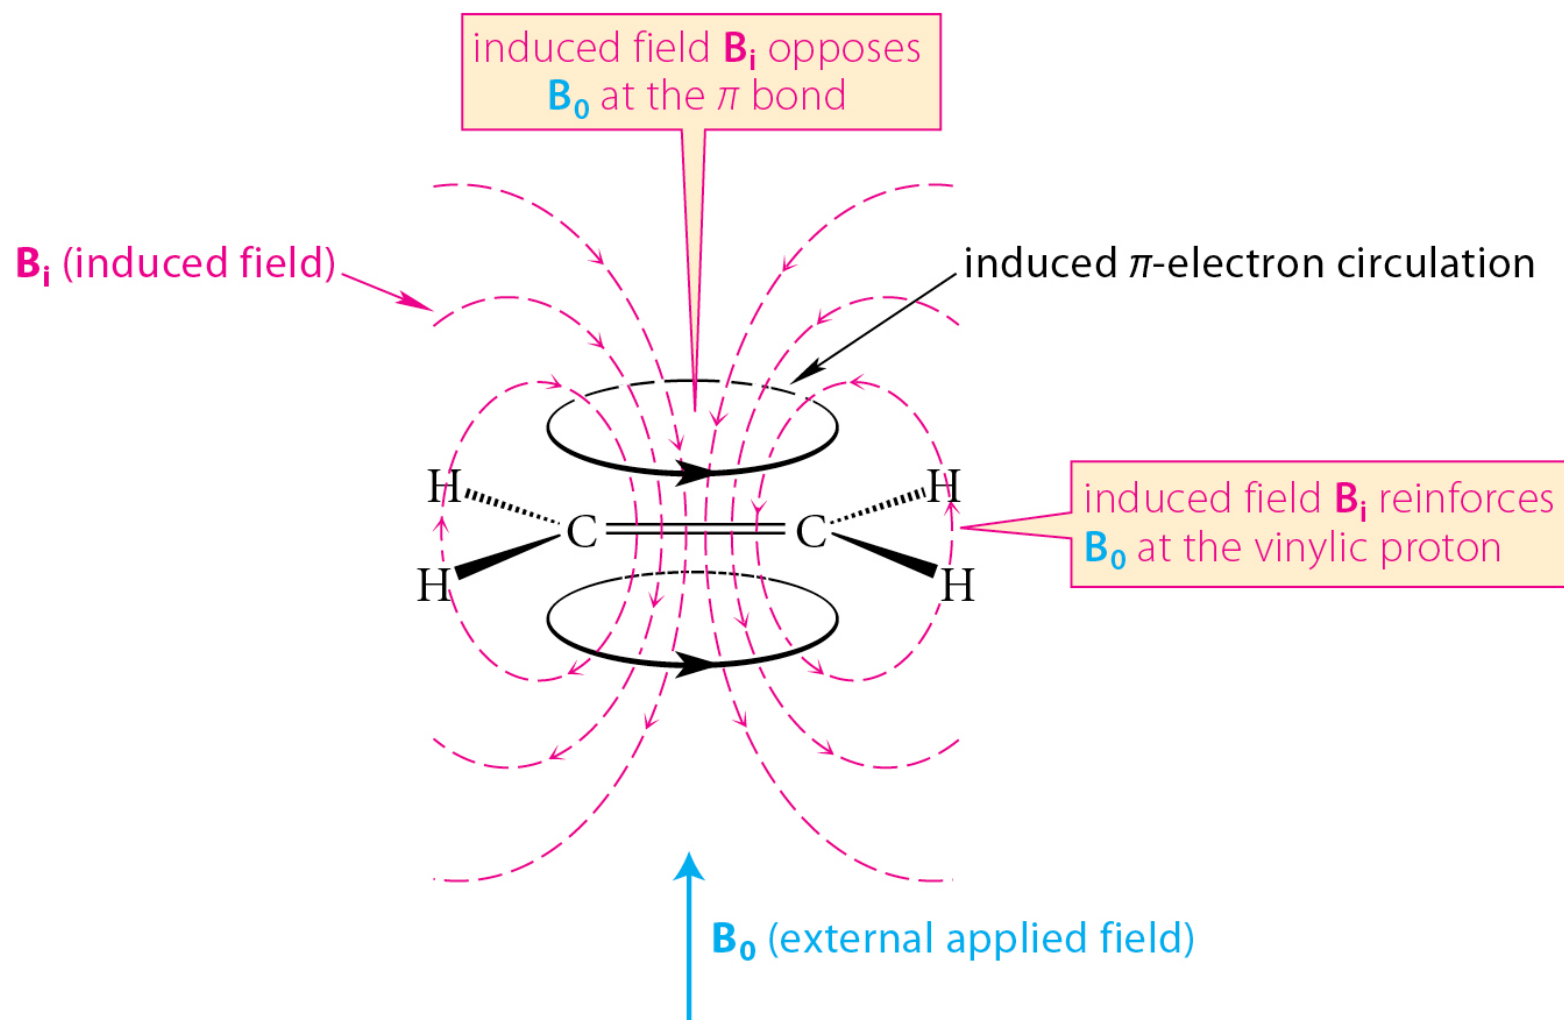 induced field Bi opposes
B0 at the π bond
Bi (induced field)
induced π-electron circulation
H
H
C
C
H
H
induced field Bi reinforces
B0 at the vinylic proton
B0 (external applied field)